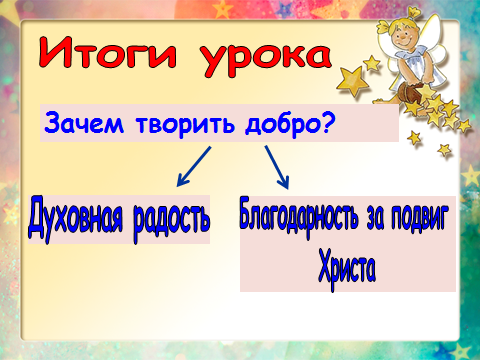 Итоги урока
Зачем творить добро?
Духовная радость
Благодарность за подвиг
Христа